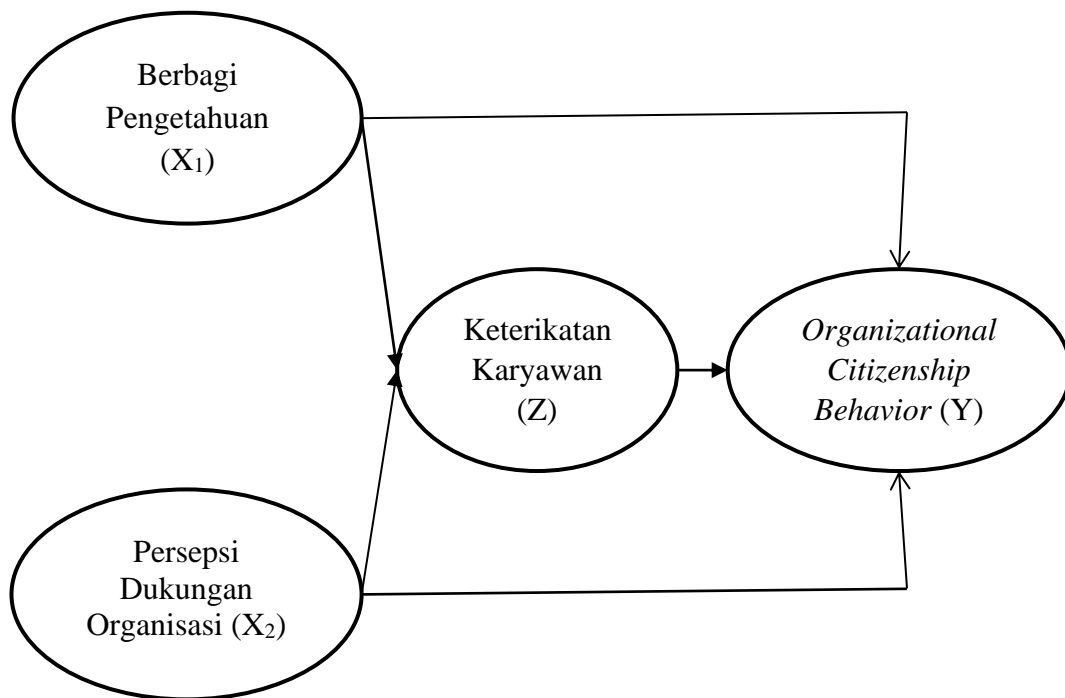 Berbagi
Pengetahuan
(X₁)
Keterikatan
Karyawan
(Z)
Organizational
Citizenship
Behavior (Y)
Persepsi
Dukungan
Organisasi (X₂)